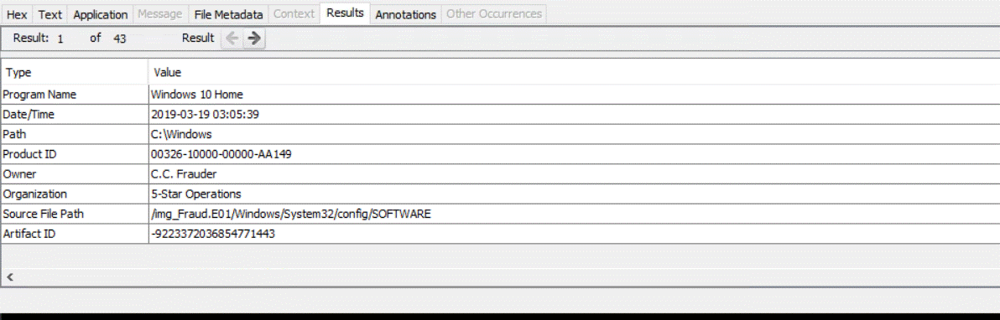 Hex Text Application Message File Metadata Context Results Annotations Other Occurrences
Result: 1 of 43 Result
Type Value
Program Name Windows 10 Home
Date/Time 2019-03-19 03:05:39
Path C:\Windows
Product ID 00326-10000-00000-AA149
Owner C.C. Frauder
Organization 5-Star Operations
Source File Path /img_Fraud.E01/Windows/System32/config/SOFTWARE
Artifact ID -9223372036854771443